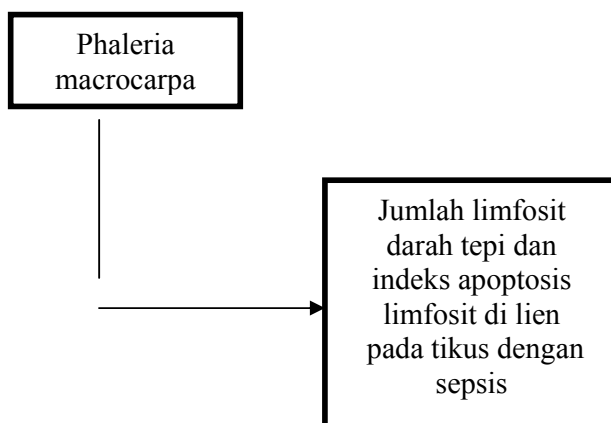 Phaleria
macrocarpa
Jumlah limfosit
darah tepi dan
indeks apoptosis
limfosit di lien
pada tikus dengan
sepsis